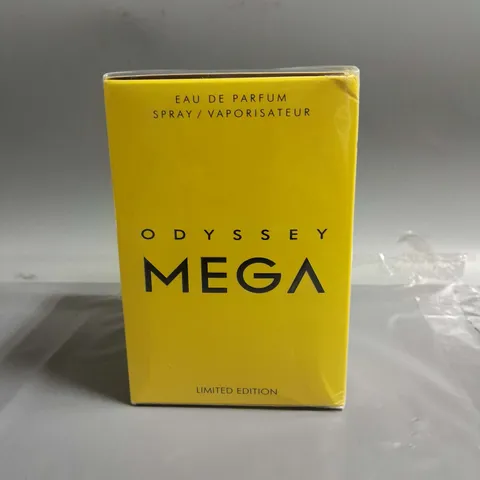 EAU DE PARFUM
SPRAY / VAPORISATEUR
ODYSSEY
MEGA
LIMITED EDITION